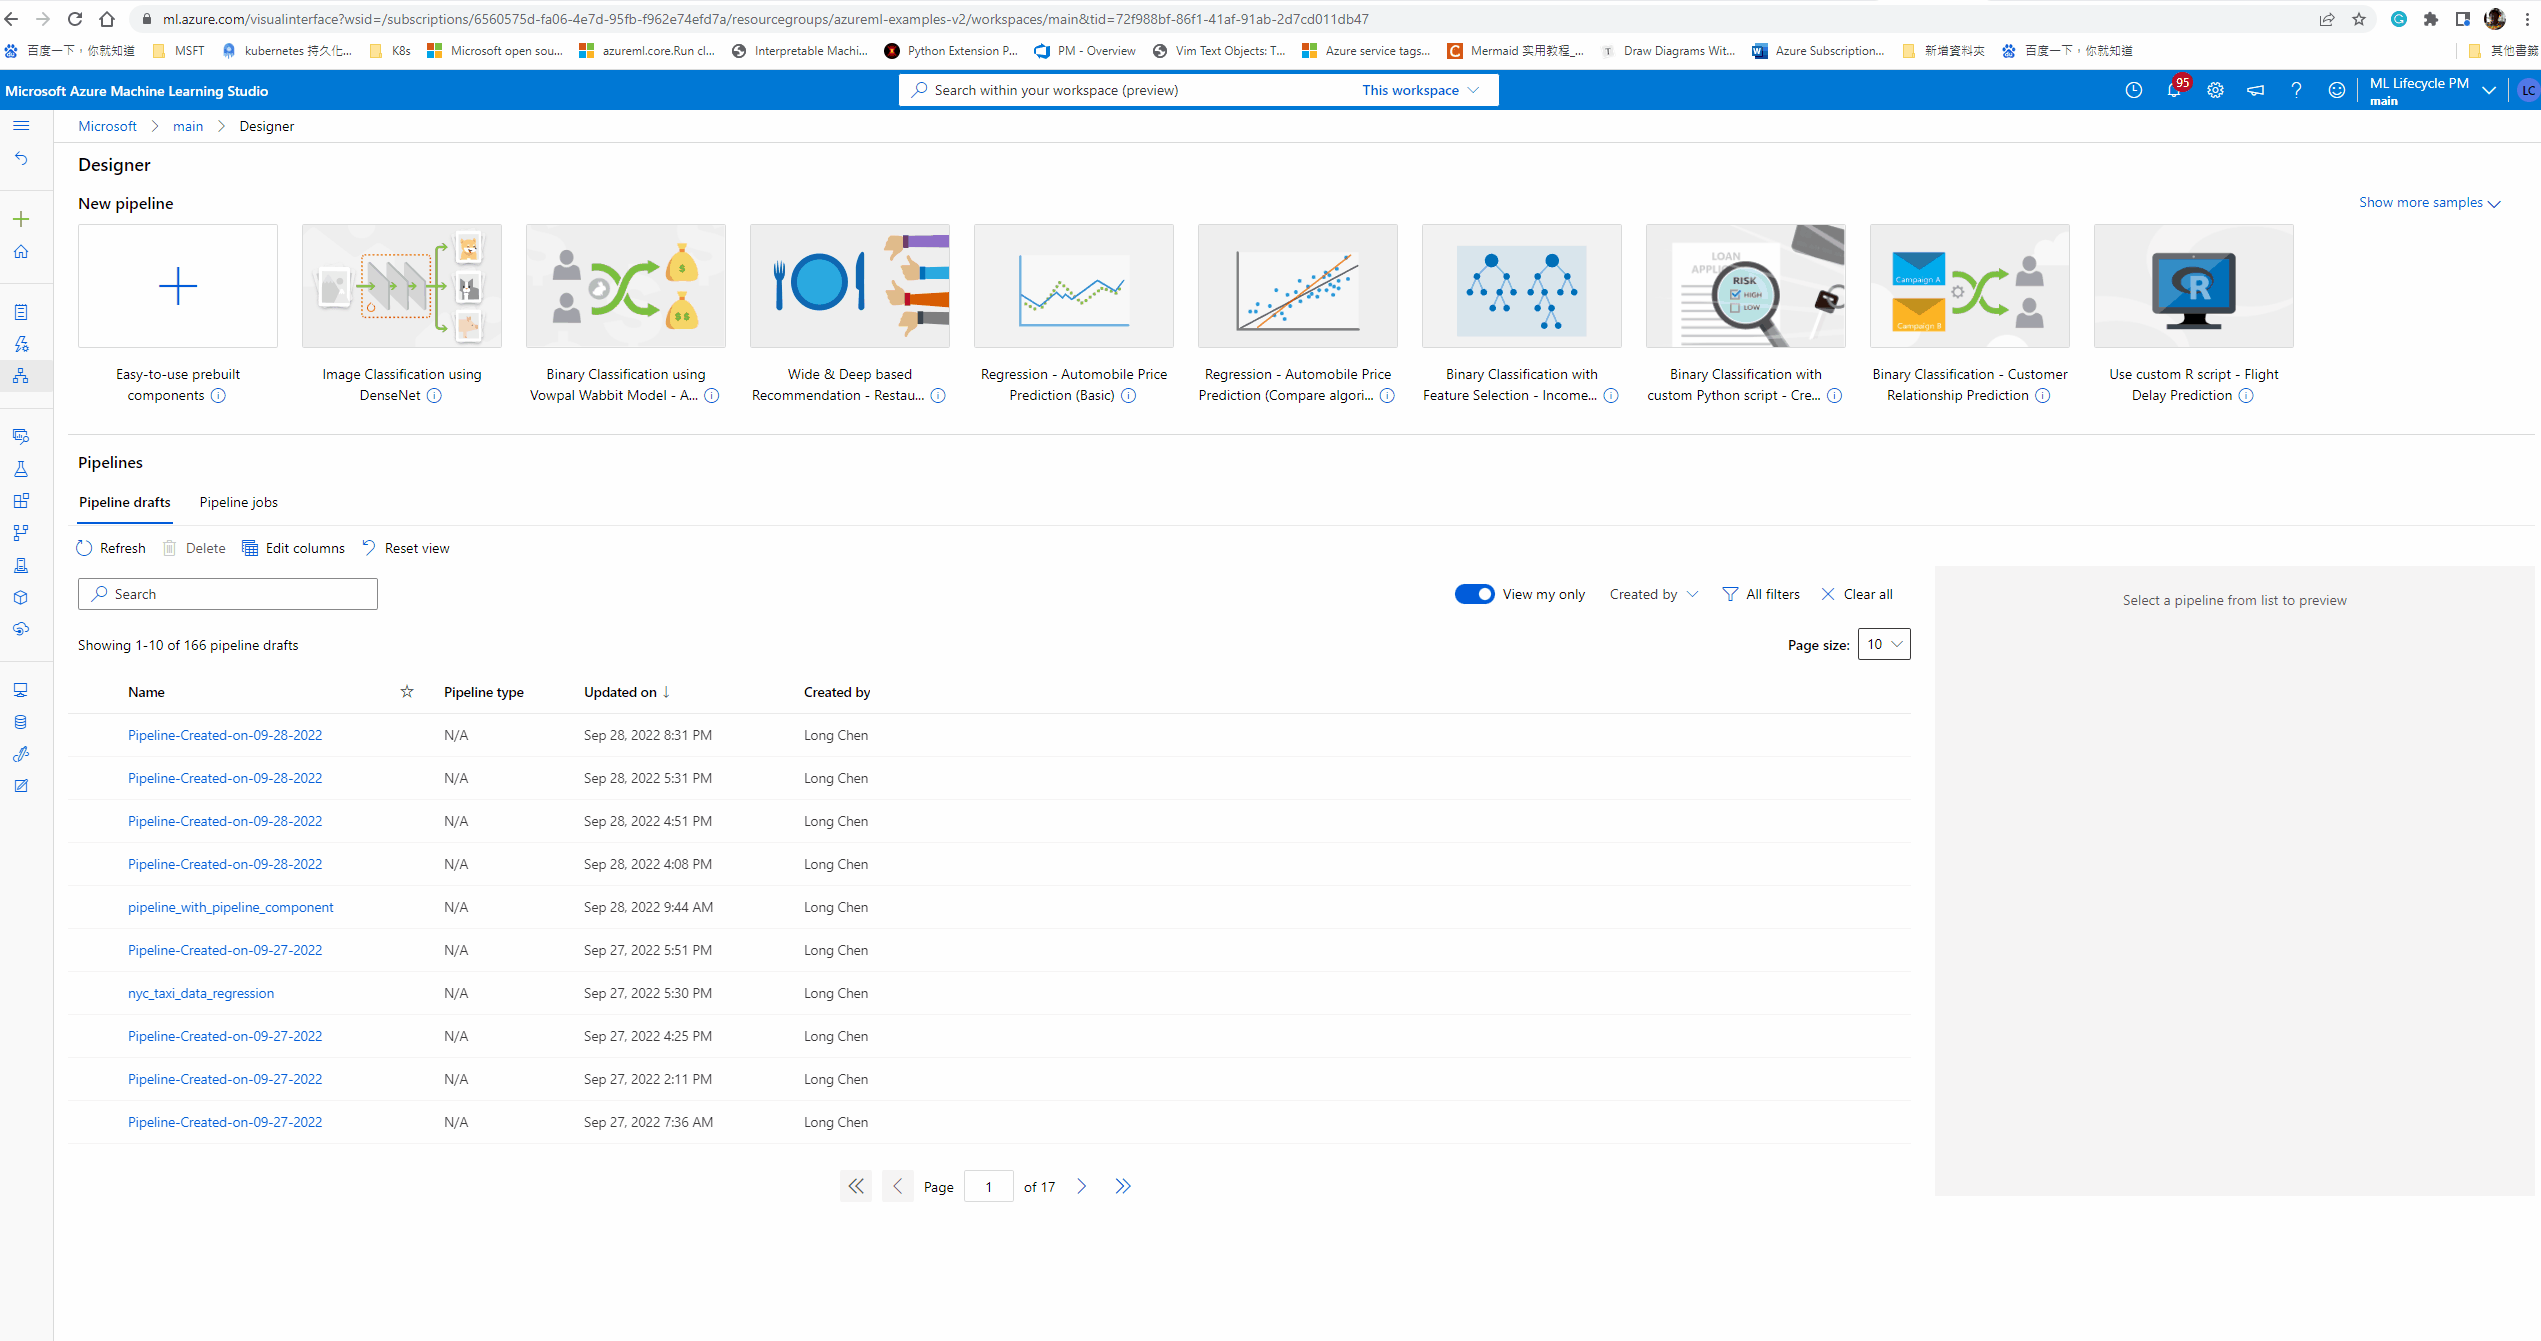 ml.azure.com/visualinterface?wsid=/subscriptions/6560575d-fa06-4e7d-95fb-f962e74efd7a/resourcegroups/azureml-examples-v2/workspaces/main&tid=72f988bf-86f1-41af-91ab-2d7cd011db47
百度一下，你就知道 MSFT kubernetes 持久化... K8s Microsoft open sou... azureml.core.Run cl... Interpretable Machi... Python Extension P... PM - Overview Vim Text Objects: T... Azure service tags... Mermaid 实用教程_... Draw Diagrams Wit... Azure Subscription... 新增資料夾 百度一下，你就知道 其他書籤
Microsoft Azure Machine Learning Studio
Search within your workspace (preview) This workspace
95
ML Lifecycle PM
main
LC
Microsoft main Designer
Designer
New pipeline
Show more samples
LOAN
RISK
HIGH
LOW
Campaign A
Campaign B
R
Easy-to-use prebuilt
components
Image Classification using
DenseNet
Binary Classification using
Vowpal Wabbit Model - A...
Wide & Deep based
Recommendation - Restau...
Regression - Automobile Price
Prediction (Basic)
Regression - Automobile Price
Prediction (Compare algori...
Binary Classification with
Feature Selection - Income...
Binary Classification with
custom Python script - Cre...
Binary Classification - Customer
Relationship Prediction
Use custom R script - Flight
Delay Prediction
Pipelines
Pipeline drafts Pipeline jobs
Refresh Delete Edit columns Reset view
Search
View my only Created by All filters Clear all
Select a pipeline from list to preview
Showing 1-10 of 166 pipeline drafts
Page size: 10
Name Pipeline type Updated on Created by
Pipeline-Created-on-09-28-2022 N/A Sep 28, 2022 8:31 PM Long Chen
Pipeline-Created-on-09-28-2022 N/A Sep 28, 2022 5:31 PM Long Chen
Pipeline-Created-on-09-28-2022 N/A Sep 28, 2022 4:51 PM Long Chen
Pipeline-Created-on-09-28-2022 N/A Sep 28, 2022 4:08 PM Long Chen
pipeline_with_pipeline_component N/A Sep 28, 2022 9:44 AM Long Chen
Pipeline-Created-on-09-27-2022 N/A Sep 27, 2022 5:51 PM Long Chen
nyc_taxi_data_regression N/A Sep 27, 2022 5:30 PM Long Chen
Pipeline-Created-on-09-27-2022 N/A Sep 27, 2022 4:25 PM Long Chen
Pipeline-Created-on-09-27-2022 N/A Sep 27, 2022 2:11 PM Long Chen
Pipeline-Created-on-09-27-2022 N/A Sep 27, 2022 7:36 AM Long Chen
Page 1 of 17